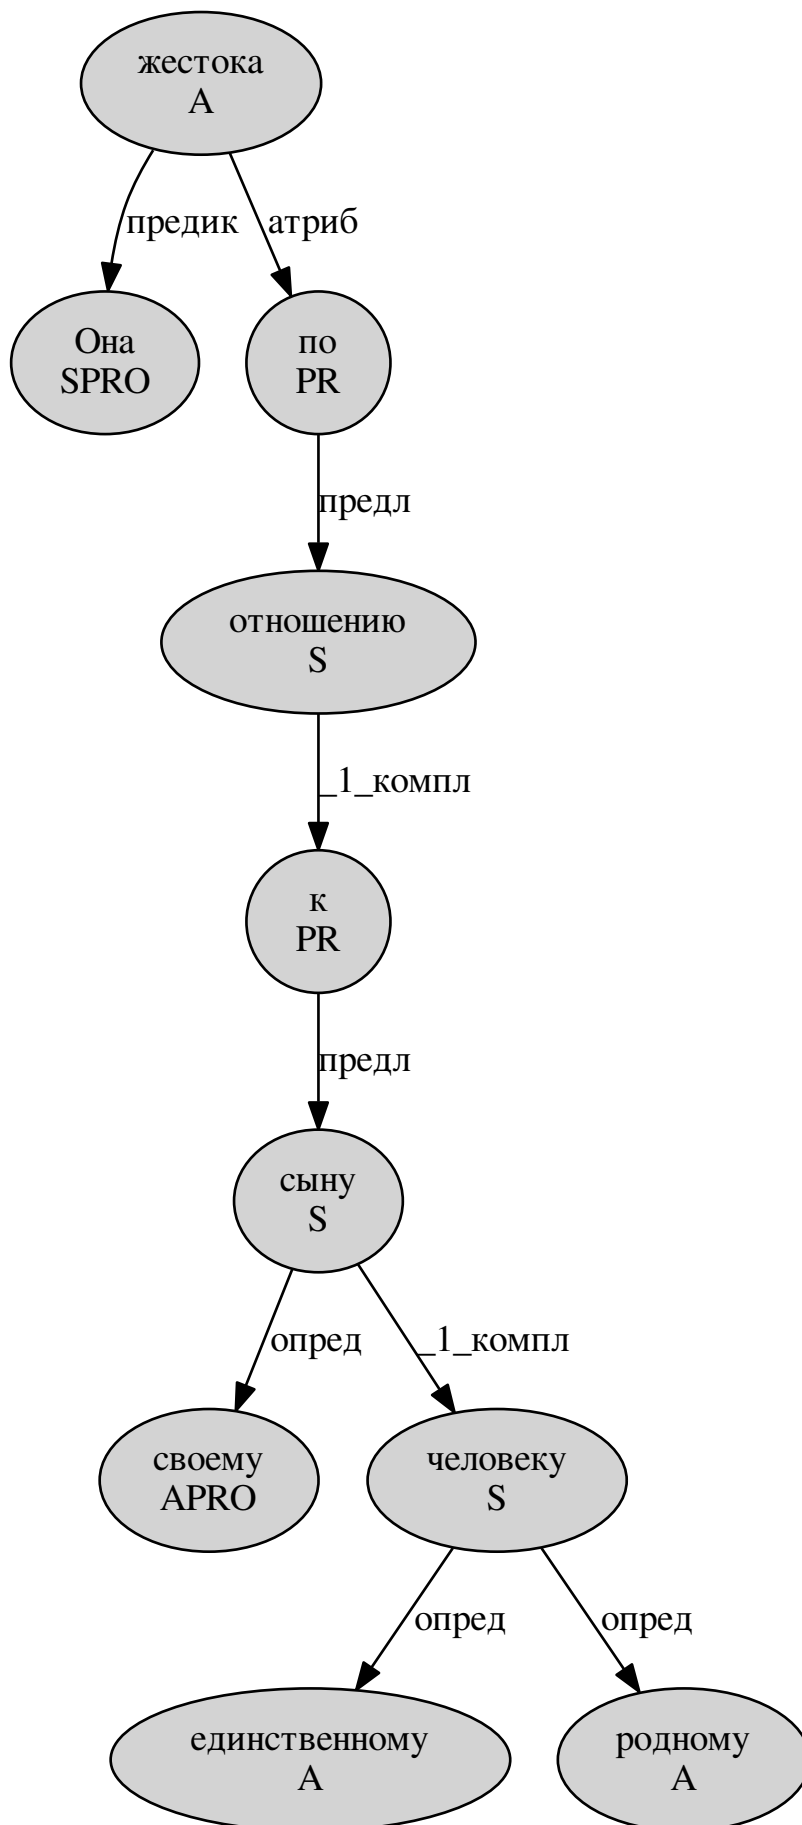 жестока
A
предик
атриб
Она
SPRO
по
PR
предл
отношению
S
_1_компл
к
PR
предл
сыну
S
опред
_1_компл
своему
APRO
человеку
S
опред
опред
единственному
A
родному
A